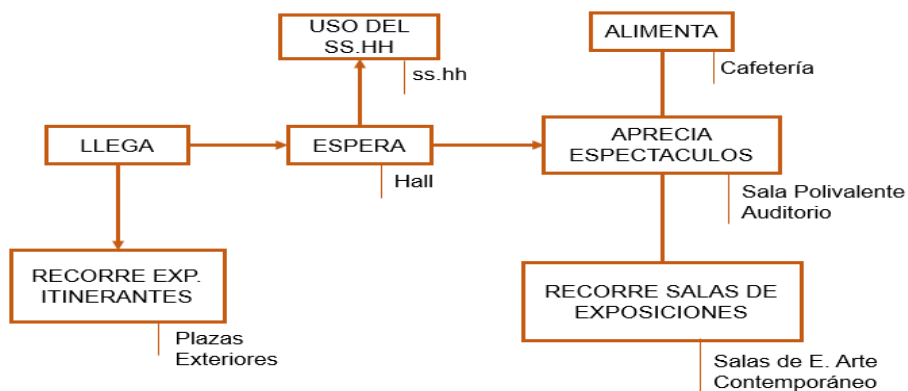 USO DEL
SS.HH
ss.hh
ALIMENTA
Cafetería
LLEGA
ESPERA
Hall
APRECIA
ESPECTACULOS
Sala Polivalente
Auditorio
RECORRE EXP.
ITINERANTES
Plazas
Exteriores
RECORRE SALAS DE
EXPOSICIONES
Salas de E. Arte
Contemporáneo